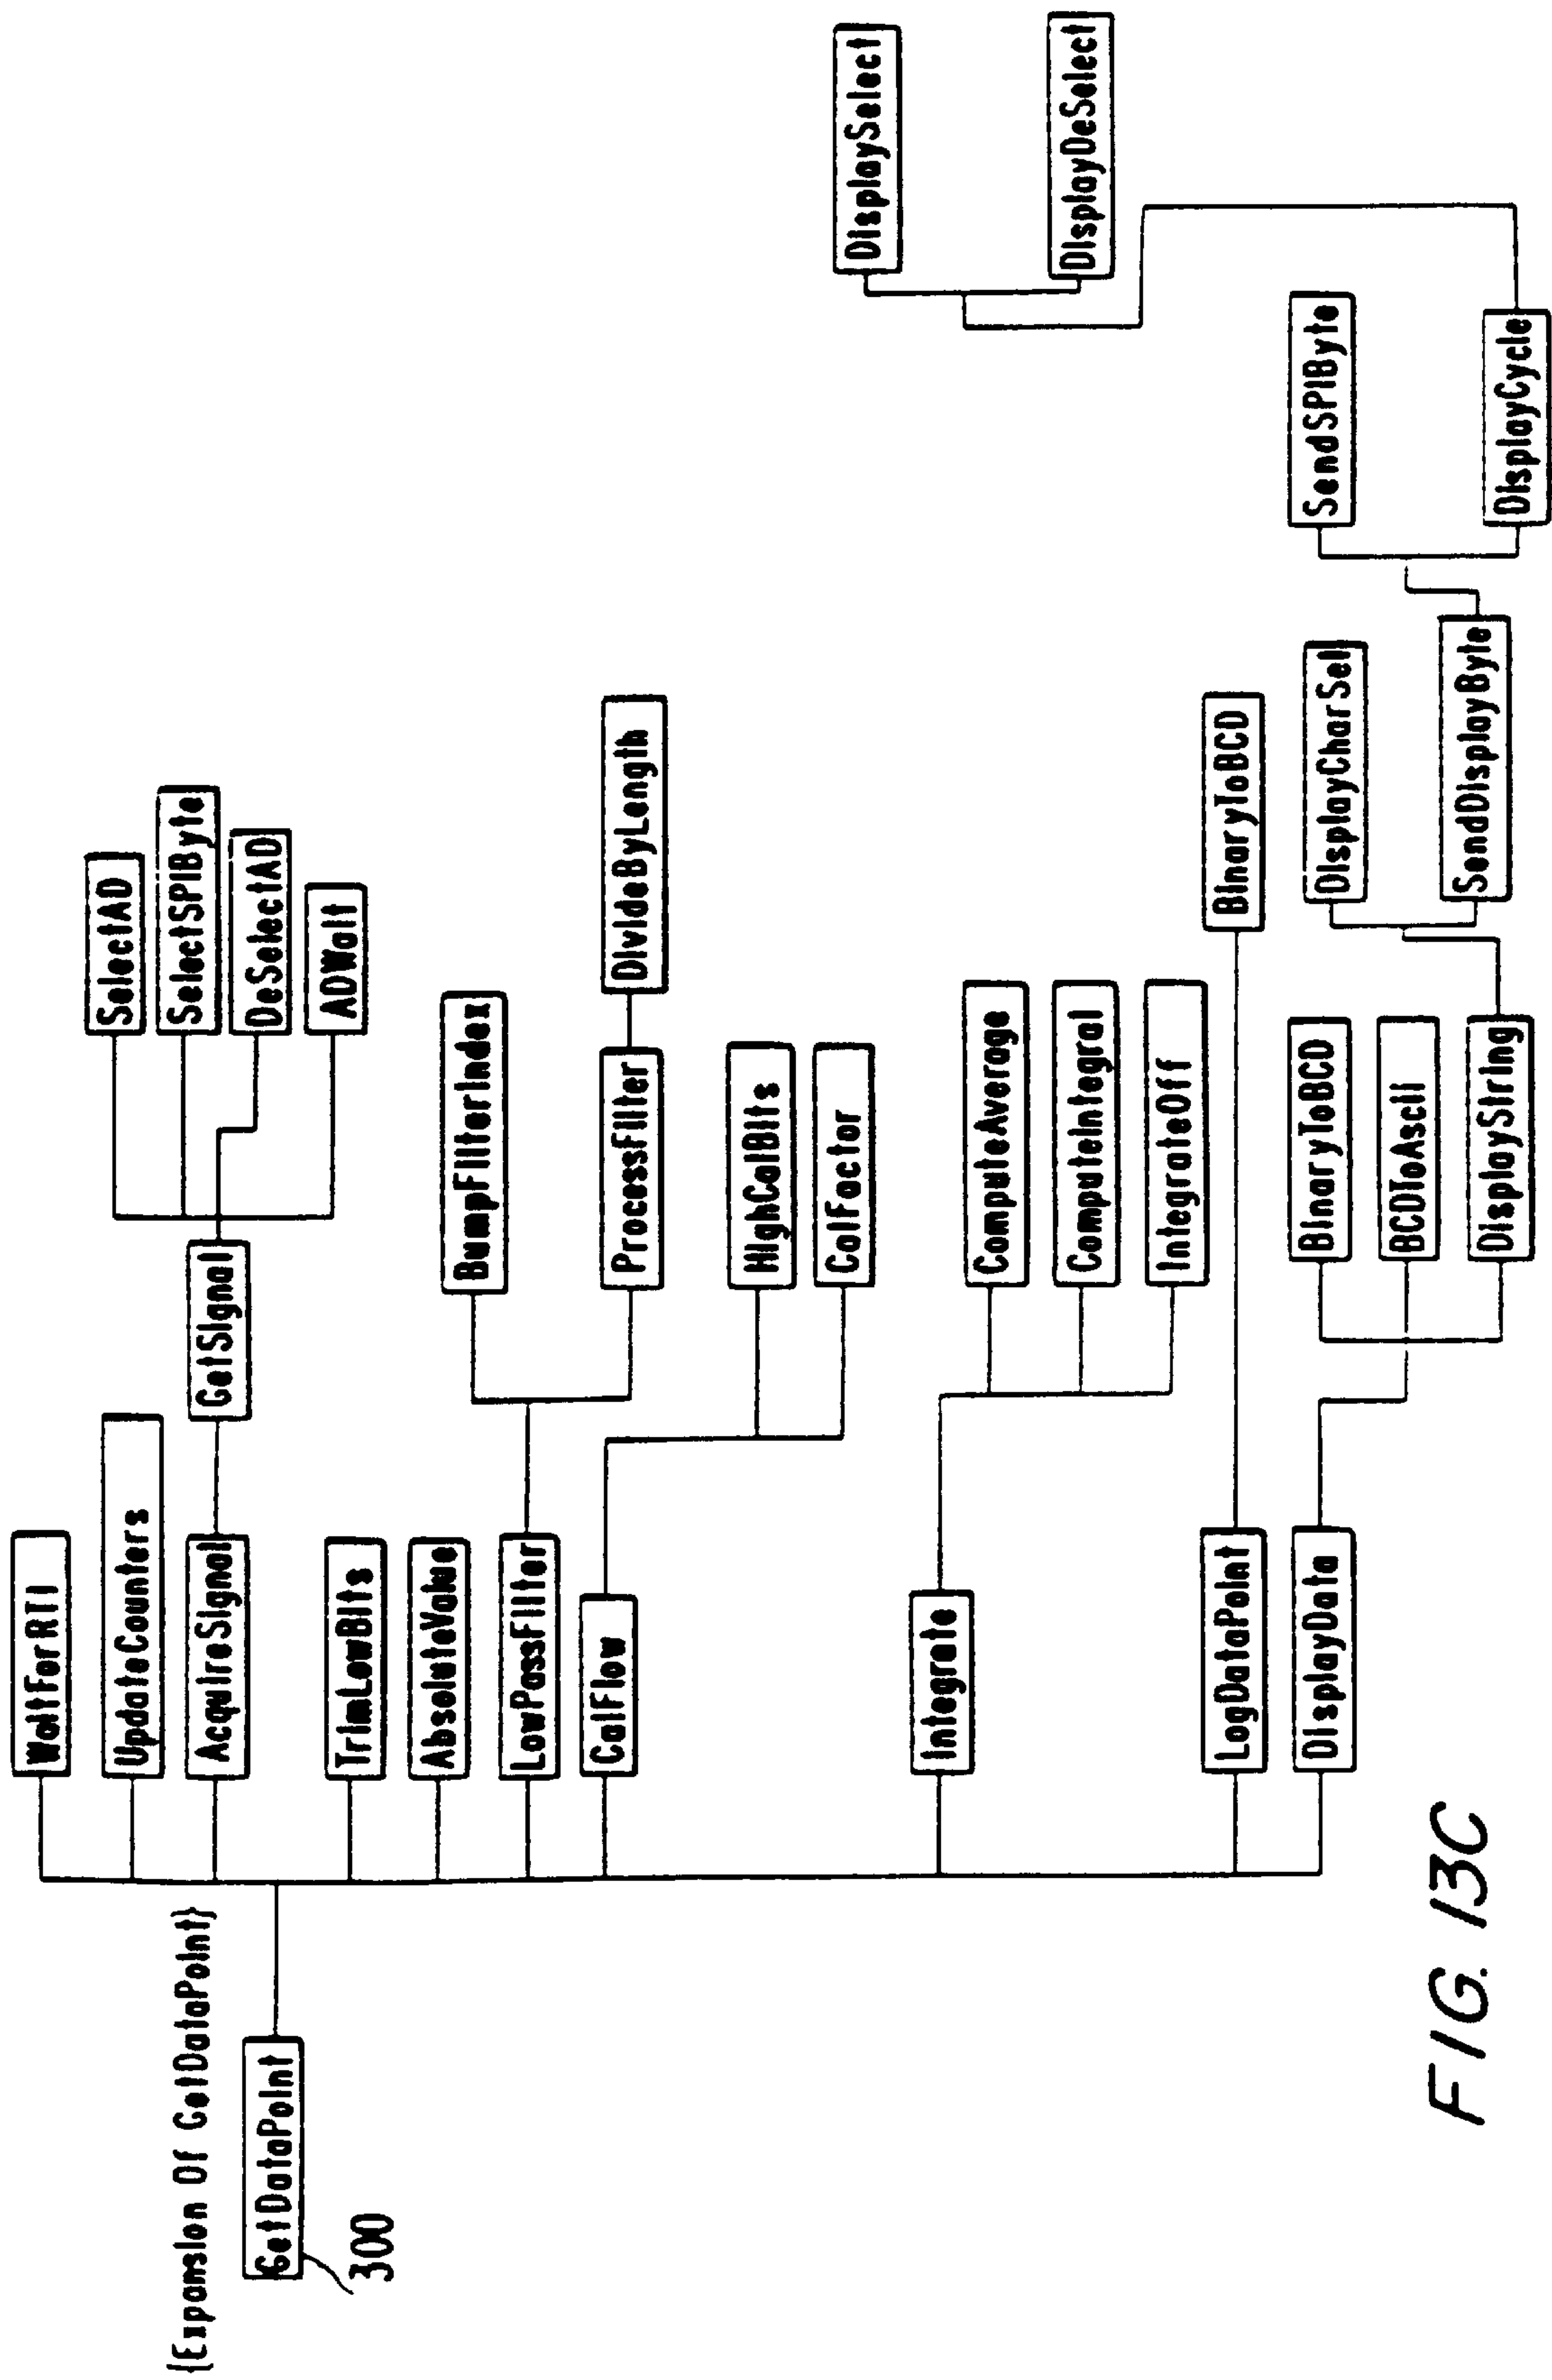 {Expansion Of GetDataPoint}
GetDataPoint
300
WaitForRTI
UpdateCounters
AcquireSignal
GetSignal
SelectAD
SelectSPIByte
DeSelectAD
ADWait
TrimLowBits
AbsoluteValue
LowPassFilter
BumpFilterIndex
ProcessFilter
DivideByLength
CalFlow
HighCalBits
CalFactor
Integrate
ComputeAverage
ComputeIntegral
IntegrateOff
LogDataPoint
BinaryToBCD
DisplayData
BinaryToBCD
BCDToAscii
DisplayString
DisplayCharSel
SendDisplayByte
SendSPIByte
DisplayCycle
DisplaySelect
DisplayDeSelect
FIG. 13C